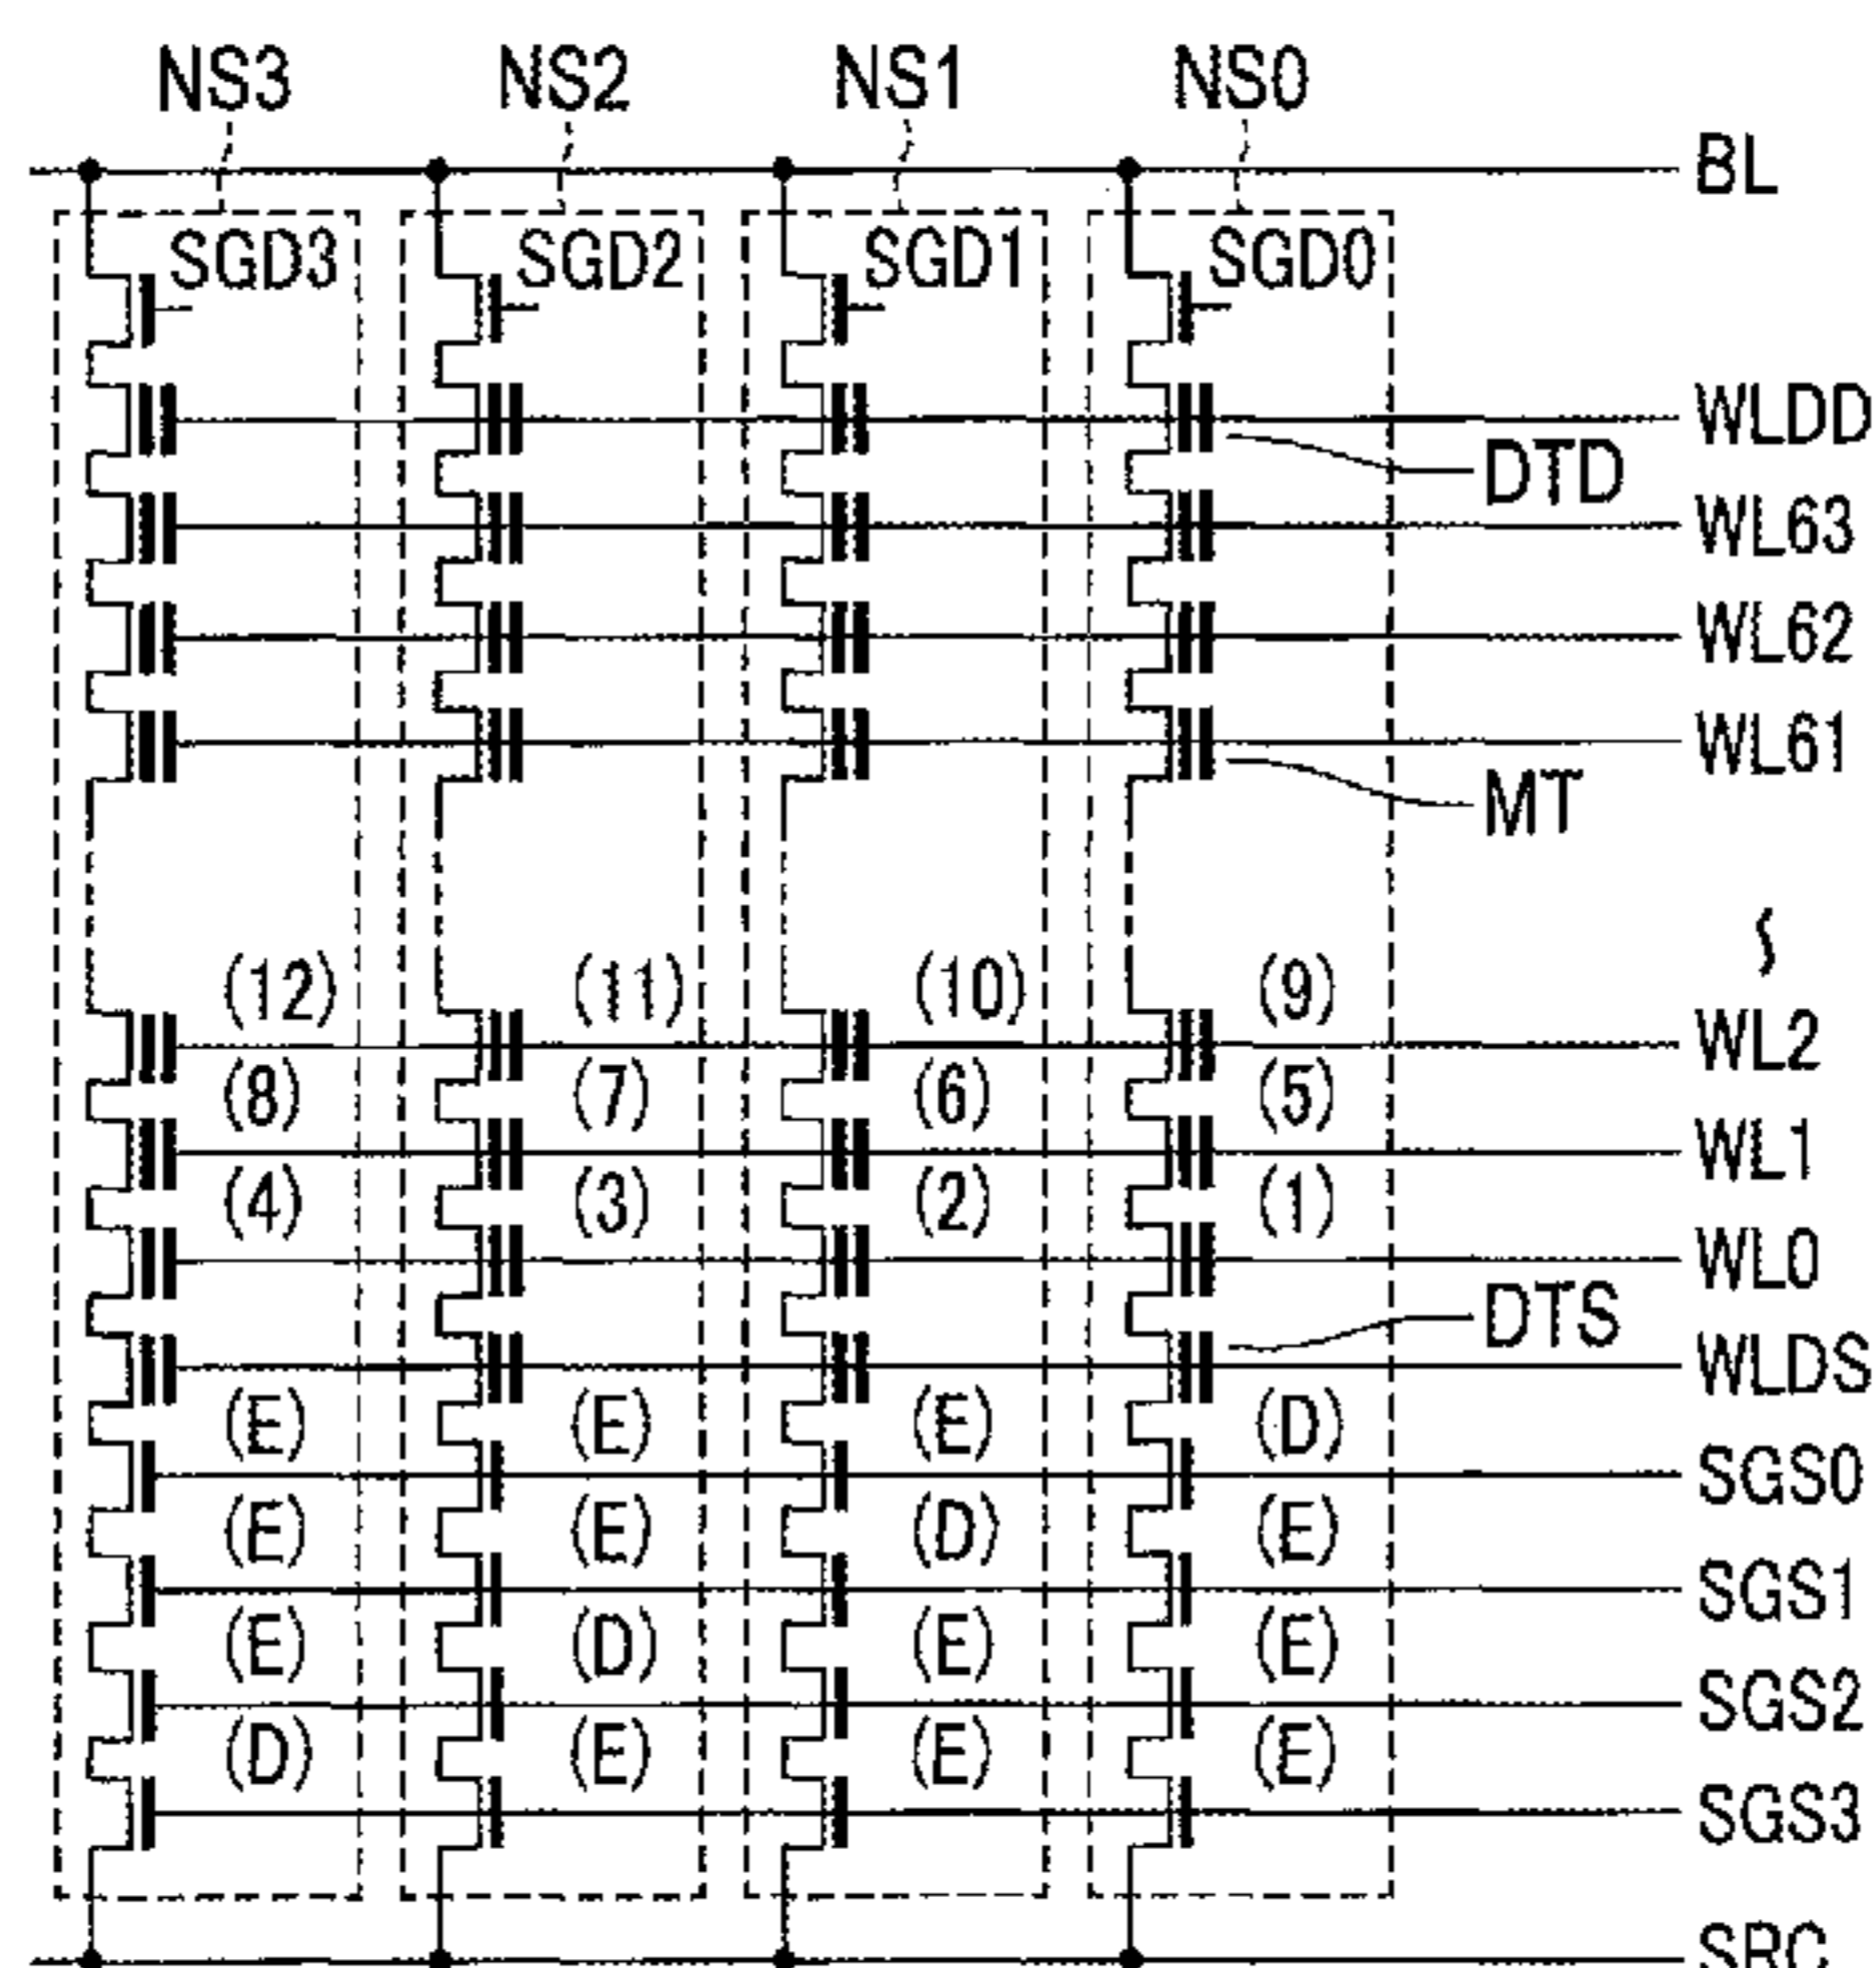 NS3 NS2 NS1 NS0
BL
SGD3 SGD2 SGD1 SGD0
WLDD
DTD
WL63
WL62
WL61
MT
(12) (11) (10) (9)
WL2
(8) (7) (6) (5)
WL1
(4) (3) (2) (1)
WL0
DTS
WLDS
(E) (E) (E) (D)
SGS0
(E) (E) (D) (E)
SGS1
(E) (D) (E) (E)
SGS2
(D) (E) (E) (E)
SGS3
SRC